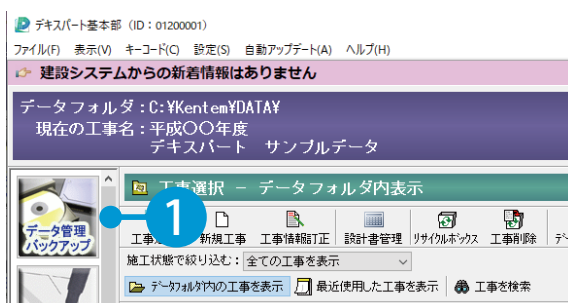 デキスパート基本部 (ID：01200001)
ファイル(F) 表示(V) キーコード(C) 設定(S) 自動アップデート(A) ヘルプ(H)
建設システムからの新着情報はありません
データフォルダ：C:¥Kentem¥DATA¥
現在の工事名：平成〇〇年度
デキスパート サンプルデータ
データ管理
バックアップ
1
工事選択 － データフォルダ内表示
新規工事 工事情報訂正 設計書管理 リサイクルボックス 工事削除
施工状態で絞り込む： 全ての工事を表示
データフォルダ内の工事を表示 最近使用した工事を表示 工事を検索